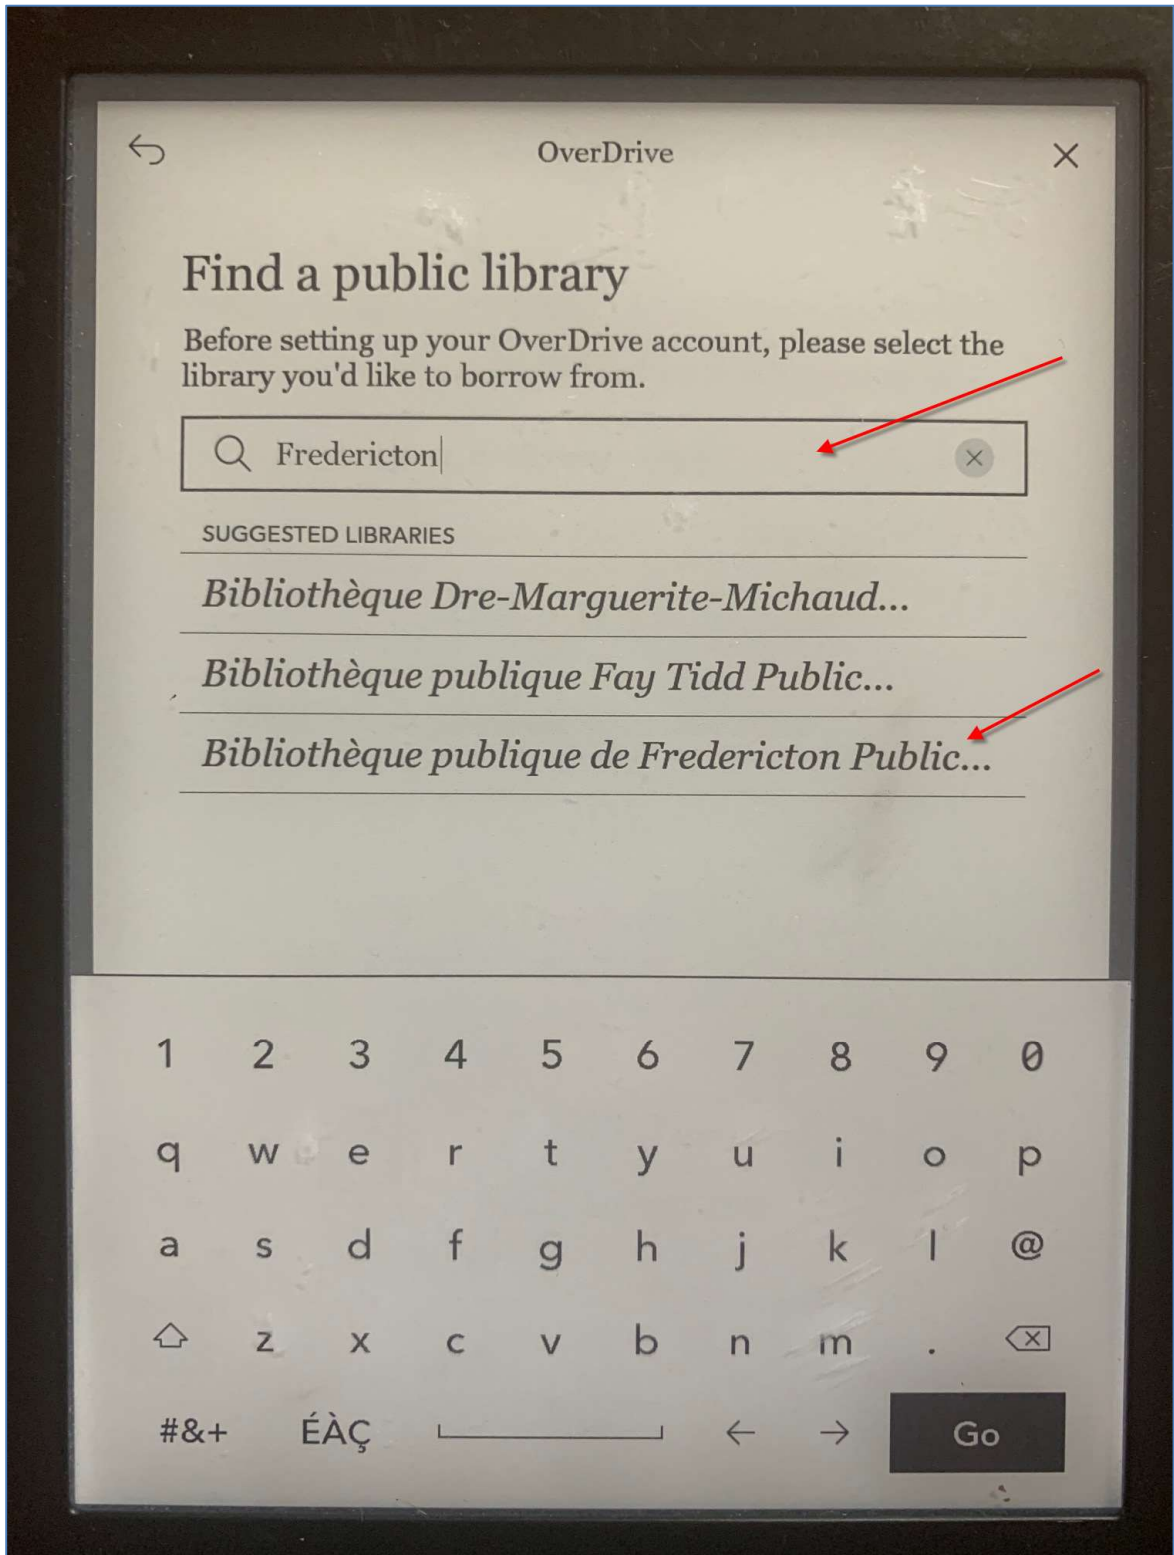 OverDrive
Find a public library
Before setting up your OverDrive account, please select the
library you'd like to borrow from.
Fredericton
SUGGESTED LIBRARIES
Bibliothèque Dre-Marguerite-Michaud...
Bibliothèque publique Fay Tidd Public...
Bibliothèque publique de Fredericton Public...
1 2 3 4 5 6 7 8 9 0
q w e r t y u i o p
a s d f g h j k l @
z x c v b n m .
#&+ ÉÀÇ Go